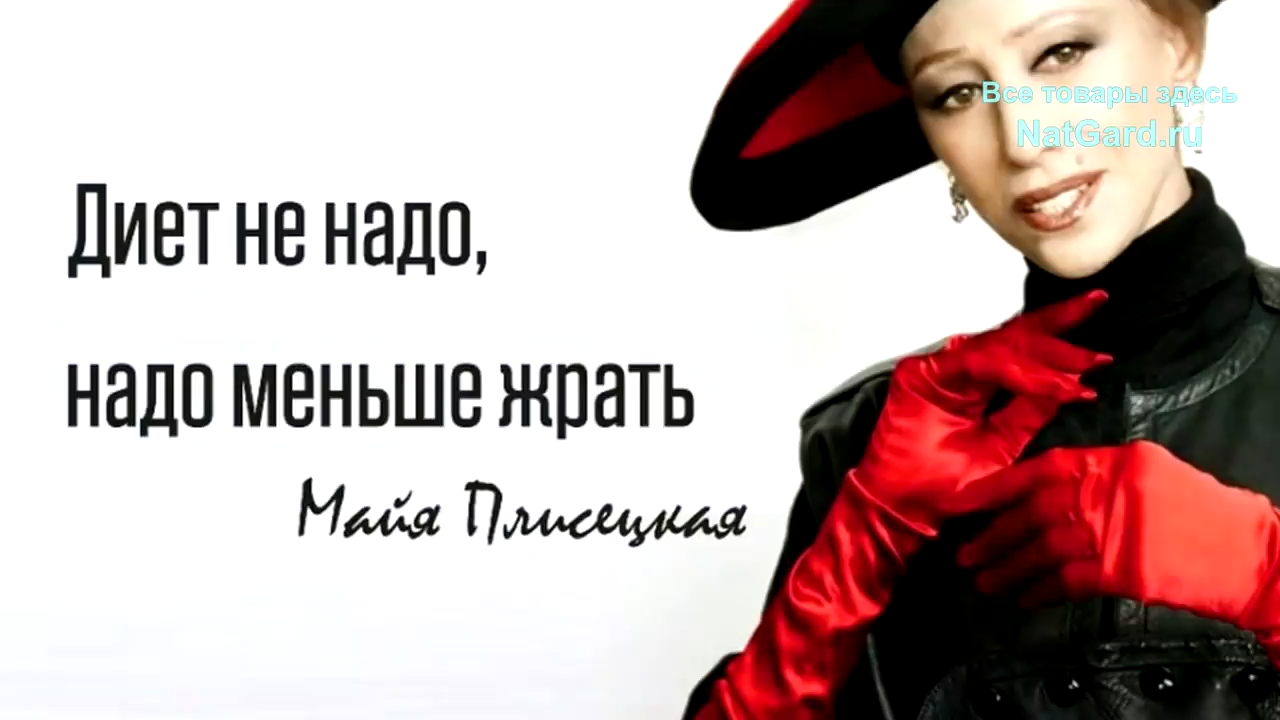 Все товары здесь
NatGard.ru
Диет не надо,
надо меньше жрать
Майя Плисецкая